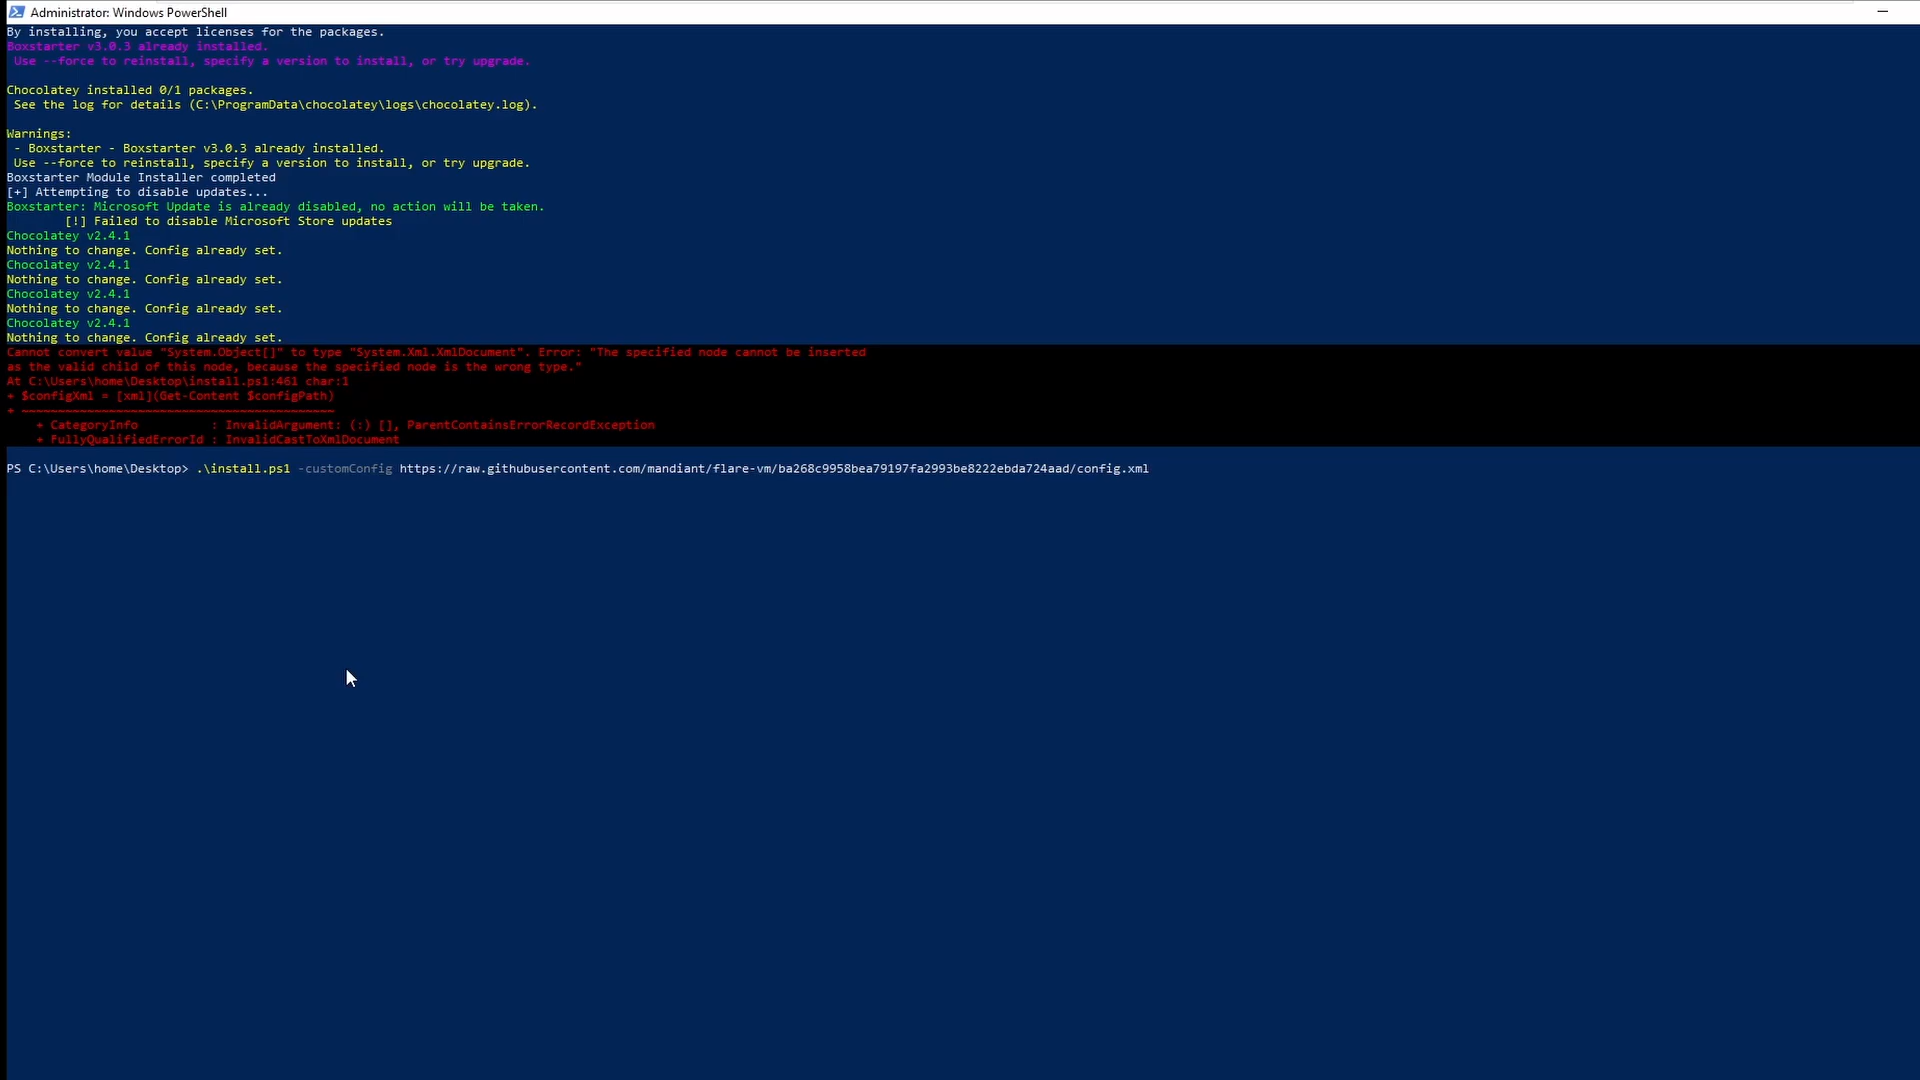 Administrator: Windows PowerShell
By installing, you accept licenses for the packages.
Boxstarter v3.0.3 already installed.
Use --force to reinstall, specify a version to install, or try upgrade.
Chocolatey installed 0/1 packages.
See the log for details (C:\ProgramData\chocolatey\logs\chocolatey.log).
Warnings:
- Boxstarter - Boxstarter v3.0.3 already installed.
Use --force to reinstall, specify a version to install, or try upgrade.
Boxstarter Module Installer completed
[+] Attempting to disable updates...
Boxstarter: Microsoft Update is already disabled, no action will be taken.
[!] Failed to disable Microsoft Store updates
Chocolatey v2.4.1
Nothing to change. Config already set.
Chocolatey v2.4.1
Nothing to change. Config already set.
Chocolatey v2.4.1
Nothing to change. Config already set.
Chocolatey v2.4.1
Nothing to change. Config already set.
Cannot convert value "System.Object[]" to type "System.Xml.XmlDocument". Error: "The specified node cannot be inserted
as the valid child of this node, because the specified node is the wrong type."
At C:\Users\home\Desktop\install.ps1:461 char:1
+ $configXml = [xml](Get-Content $configPath)
+ ~~~~~~~~~~~~~~~~~~~~~~~~~~~~~~~~~~~~~~~~~~~
+ CategoryInfo : InvalidArgument: (:) [], ParentContainsErrorRecordException
+ FullyQualifiedErrorId : InvalidCastToXmlDocument
PS C:\Users\home\Desktop> .\install.ps1 -customConfig https://raw.githubusercontent.com/mandiant/flare-vm/ba268c9958bea79197fa2993be8222ebda724aad/config.xml